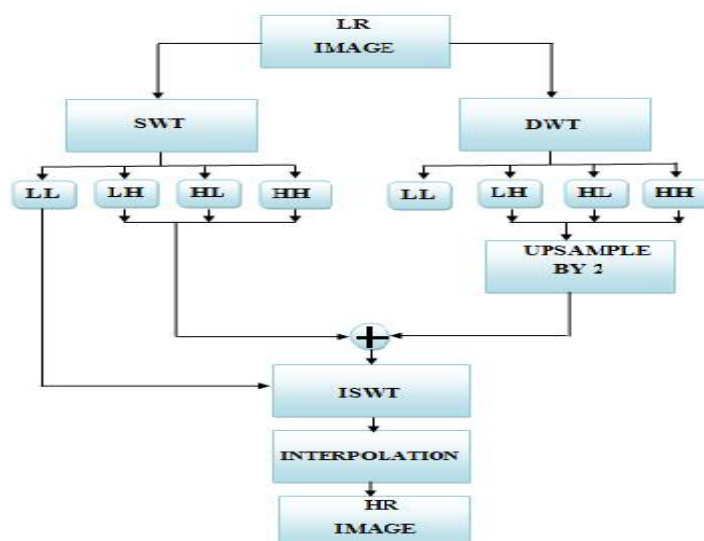 LR
IMAGE
SWT
DWT
LL LH HL HH
LL LH HL HH
UPSAMPLE
BY 2
+
ISWT
INTERPOLATION
HR
IMAGE